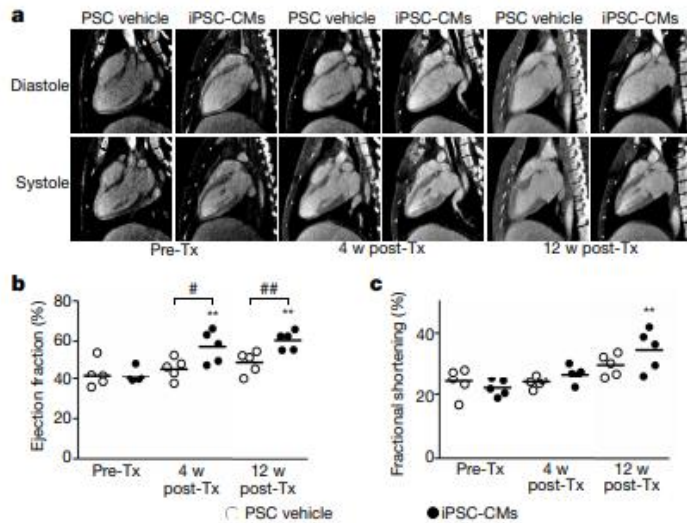 a
PSC vehicle iPSC-CMs PSC vehicle iPSC-CMs PSC vehicle iPSC-CMs
Diastole
Systole
Pre-Tx 4 w post-Tx 12 w post-Tx
b
Ejection fraction (%)
80
60
40
20
0
# ##
** **
Pre-Tx 4 w post-Tx 12 w post-Tx
c
Fractional shortening (%)
40
20
0
**
Pre-Tx 4 w post-Tx 12 w post-Tx
PSC vehicle iPSC-CMs